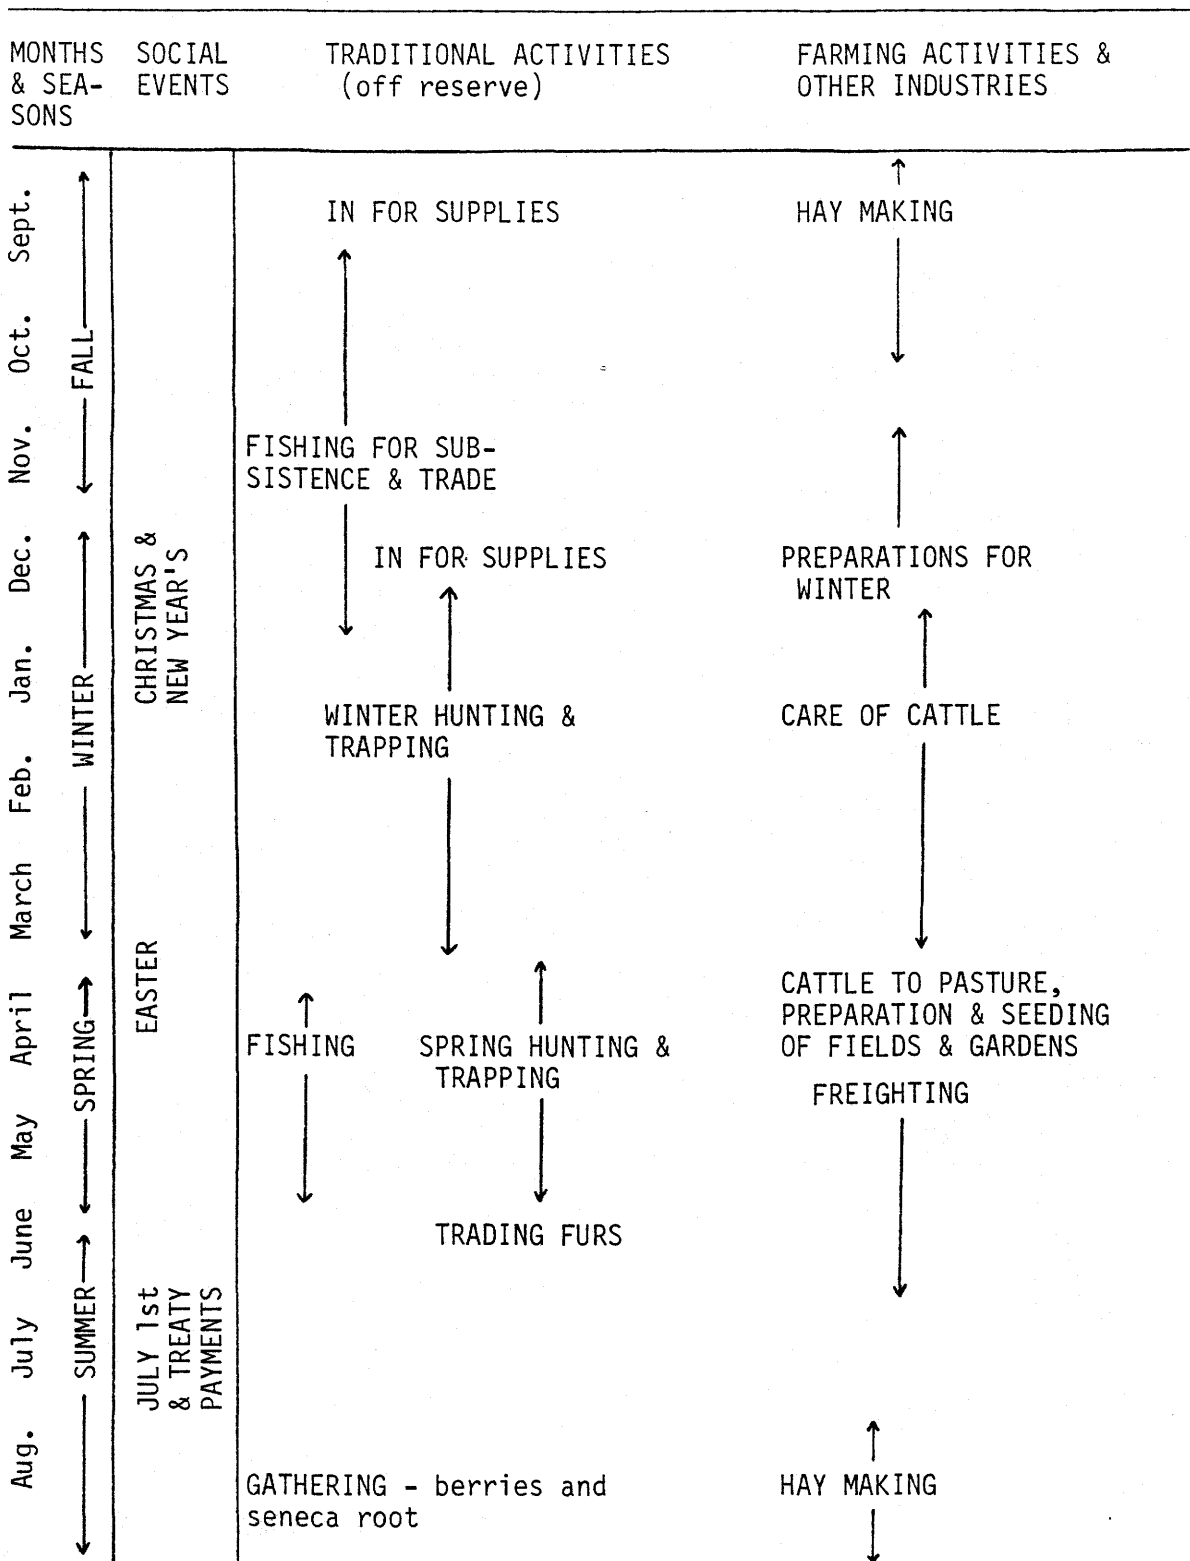 MONTHS
& SEA-
SONS
SOCIAL
EVENTS
TRADITIONAL ACTIVITIES
(off reserve)
FARMING ACTIVITIES &
OTHER INDUSTRIES
Sept.
Oct.
Nov.
Dec.
Jan.
Feb.
March
April
May
June
July
Aug.
FALL
WINTER
SPRING
SUMMER
CHRISTMAS &
NEW YEAR'S
EASTER
JULY 1st
& TREATY
PAYMENTS
IN FOR SUPPLIES
FISHING FOR SUB-
SISTENCE & TRADE
IN FOR SUPPLIES
WINTER HUNTING &
TRAPPING
FISHING
SPRING HUNTING &
TRAPPING
TRADING FURS
GATHERING - berries and
seneca root
HAY MAKING
PREPARATIONS FOR
WINTER
CARE OF CATTLE
CATTLE TO PASTURE,
PREPARATION & SEEDING
OF FIELDS & GARDENS
FREIGHTING
HAY MAKING